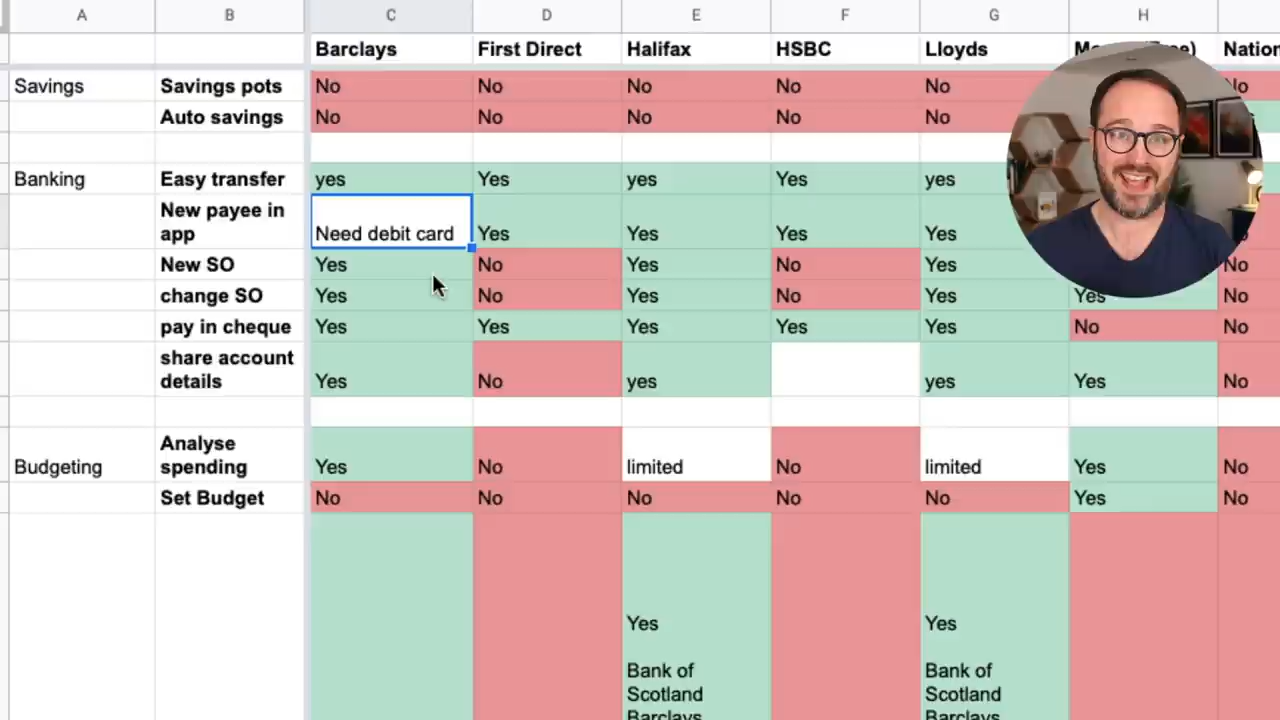 A B C D E F G H
Barclays First Direct Halifax HSBC Lloyds
Savings Savings pots No No No No No
Auto savings No No No No No
Banking Easy transfer yes Yes yes Yes yes
New payee in
app Need debit card Yes Yes Yes Yes
New SO Yes No Yes No Yes No
change SO Yes No Yes No Yes Yes No
pay in cheque Yes Yes Yes Yes Yes No No
share account
details Yes No yes yes Yes No
Analyse
Budgeting spending Yes No limited No limited Yes No
Set Budget No No No No No Yes No
Yes Yes
Bank of Bank of
Scotland Scotland
Barclays Barclays